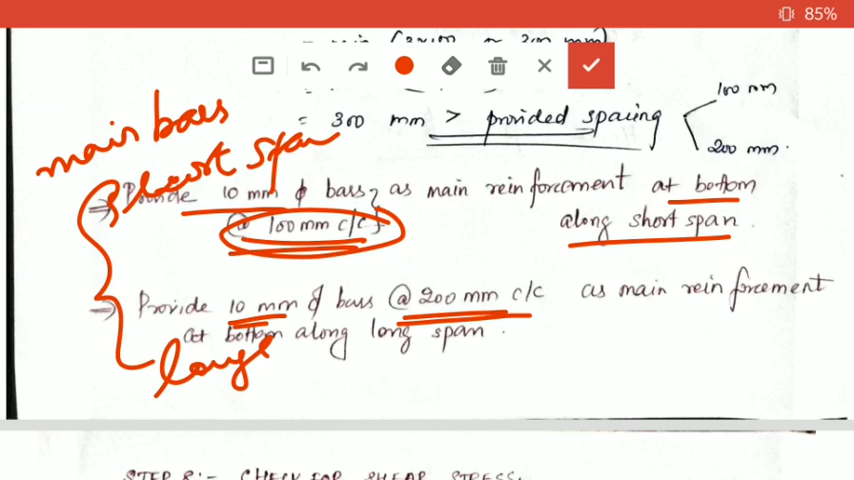 85%
= 300 mm > provided spacing
100 mm
200 mm.
main bars
short span
=> Provide 10 mm ϕ bars, as main reinforcement at bottom
@ 100 mm c/c
along short span.
=> Provide 10 mm ϕ bars @ 200 mm c/c as main reinforcement
at bottom along long span.
long
STEP 8:- CHECK FOR SHEAR STRESS.